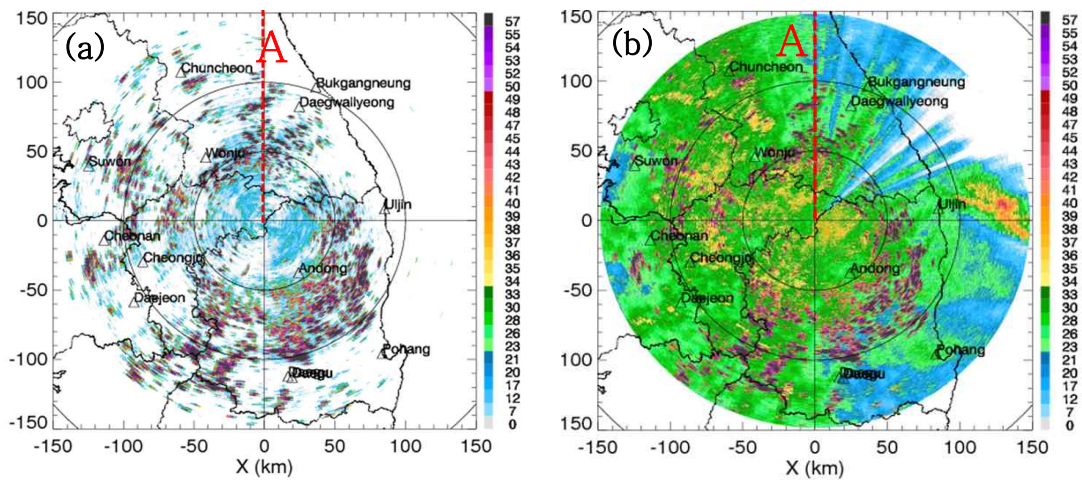 (a)
A
150
100
50
0
-50
-100
-150
-150 -100 -50 0 50 100 150
X (km)
Chuncheon
Bukgangneung
Daegwallyeong
Wonju
Suwon
Uljin
Cheonan
Cheongju
Andong
Daejeon
Pohang
57
55
54
53
52
50
49
48
47
45
44
43
42
41
40
39
38
37
36
35
34
33
30
28
26
23
21
20
17
12
7
0
(b)
A
150
100
50
0
-50
-100
-150
-150 -100 -50 0 50 100 150
X (km)
Chuncheon
Bukgangneung
Daegwallyeong
Wonju
Suwon
Uljin
Cheonan
Cheongju
Andong
Daejeon
Pohang
57
55
54
53
52
50
49
48
47
45
44
43
42
41
40
39
38
37
36
35
34
33
30
28
26
23
21
20
17
12
7
0